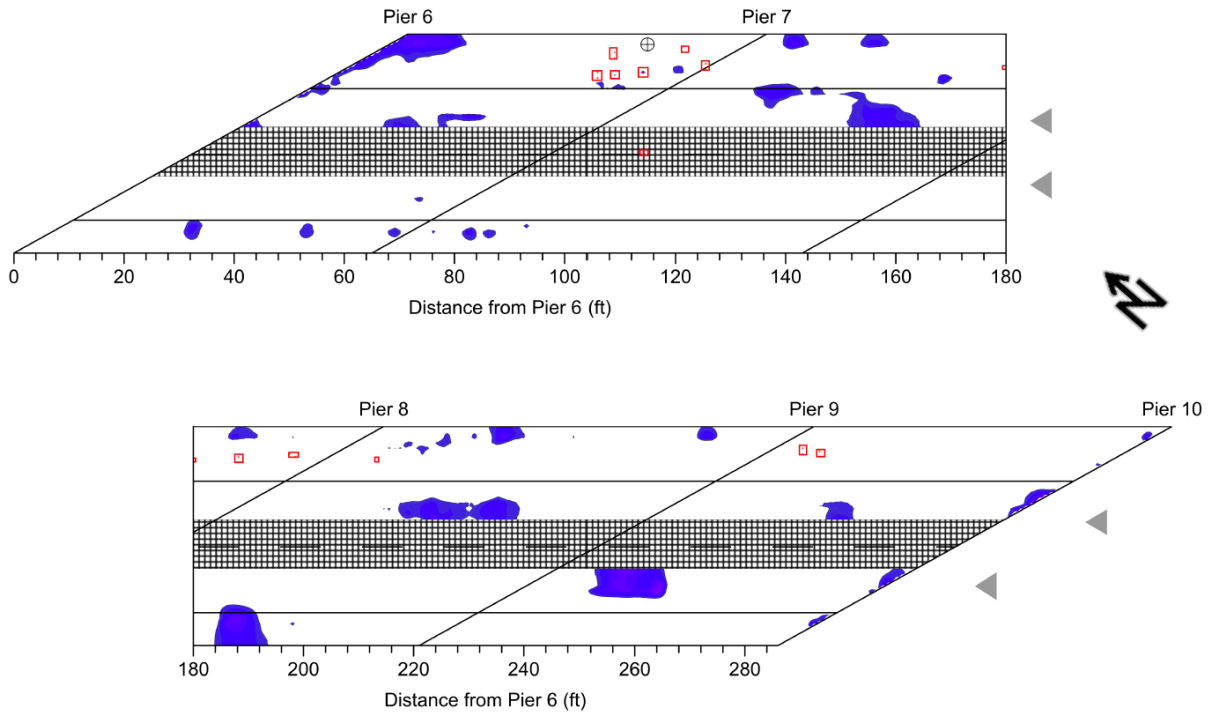 Pier 6 Pier 7
0 20 40 60 80 100 120 140 160 180
Distance from Pier 6 (ft)
N
Pier 8 Pier 9 Pier 10
180 200 220 240 260 280
Distance from Pier 6 (ft)